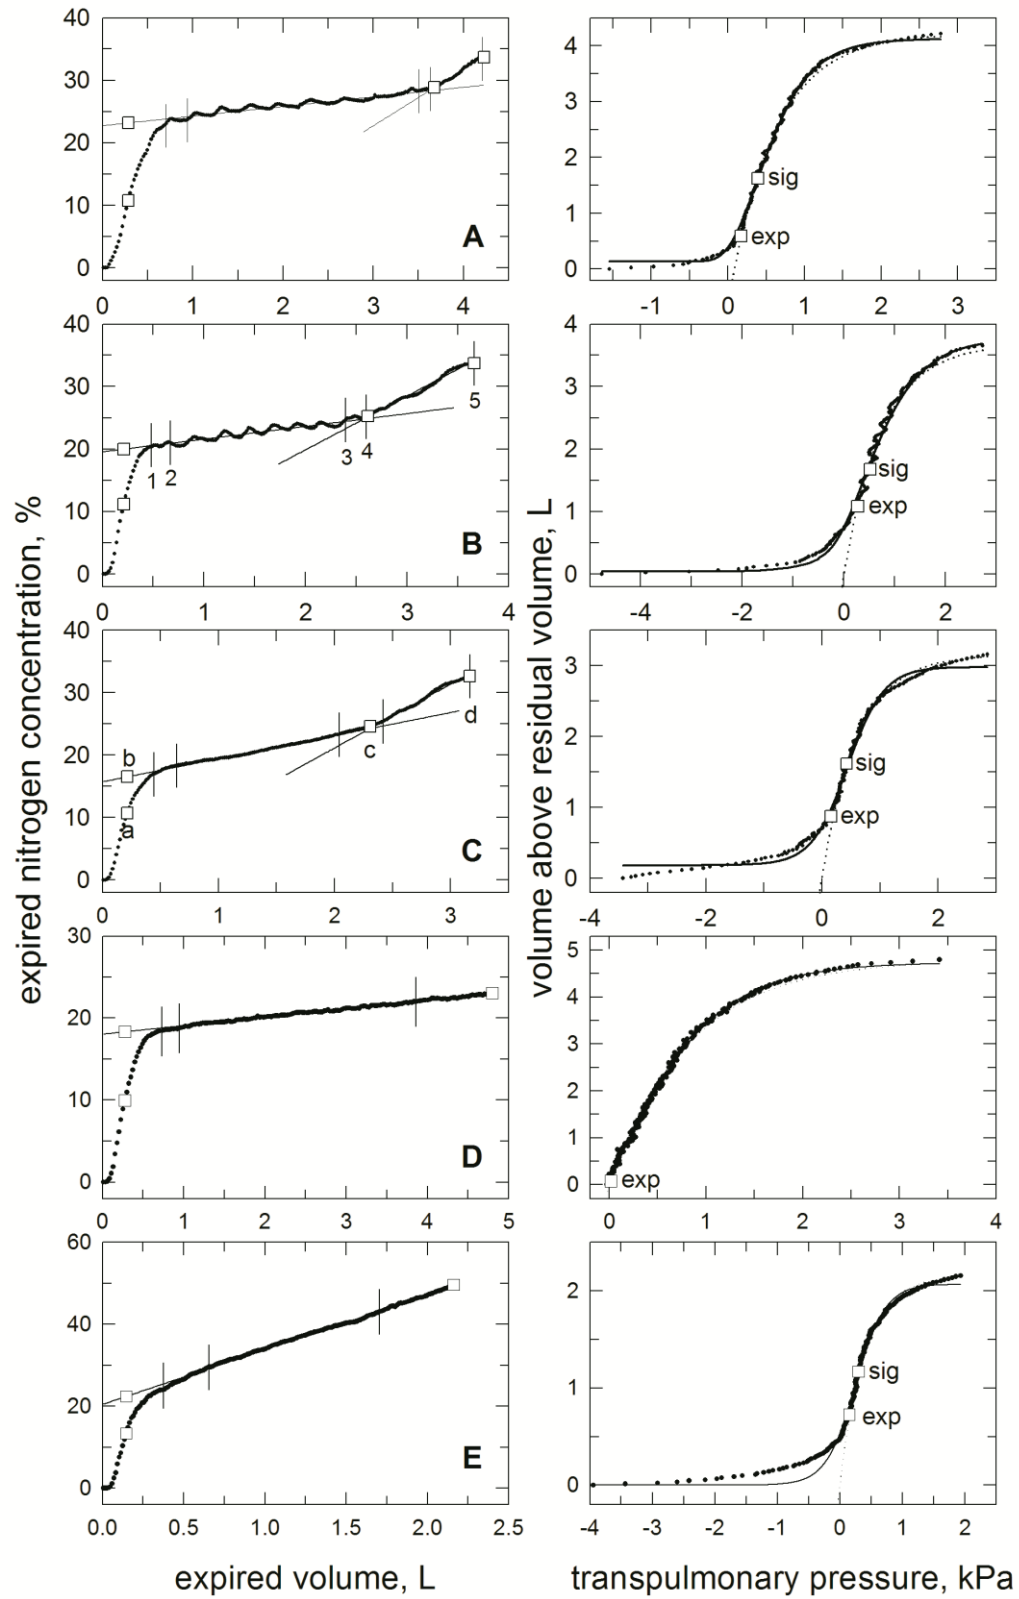 40
30
20
10
0
A
0 1 2 3 4
4
3
2
1
0
sig
exp
-1 0 1 2 3
40
30
20
10
0
1 2 3 4 5
B
0 1 2 3 4
4
3
2
1
0
sig
exp
-4 -2 0 2
40
30
20
10
0
b
a
c
d
C
0 1 2 3
3
2
1
0
sig
exp
-4 -2 0 2
30
20
10
0
D
0 1 2 3 4 5
5
4
3
2
1
0
exp
0 1 2 3 4
60
40
20
0
E
0.0 0.5 1.0 1.5 2.0 2.5
2
1
0
sig
exp
-4 -3 -2 -1 0 1 2
expired nitrogen concentration, %
volume above residual volume, L
expired volume, L
transpulmonary pressure, kPa